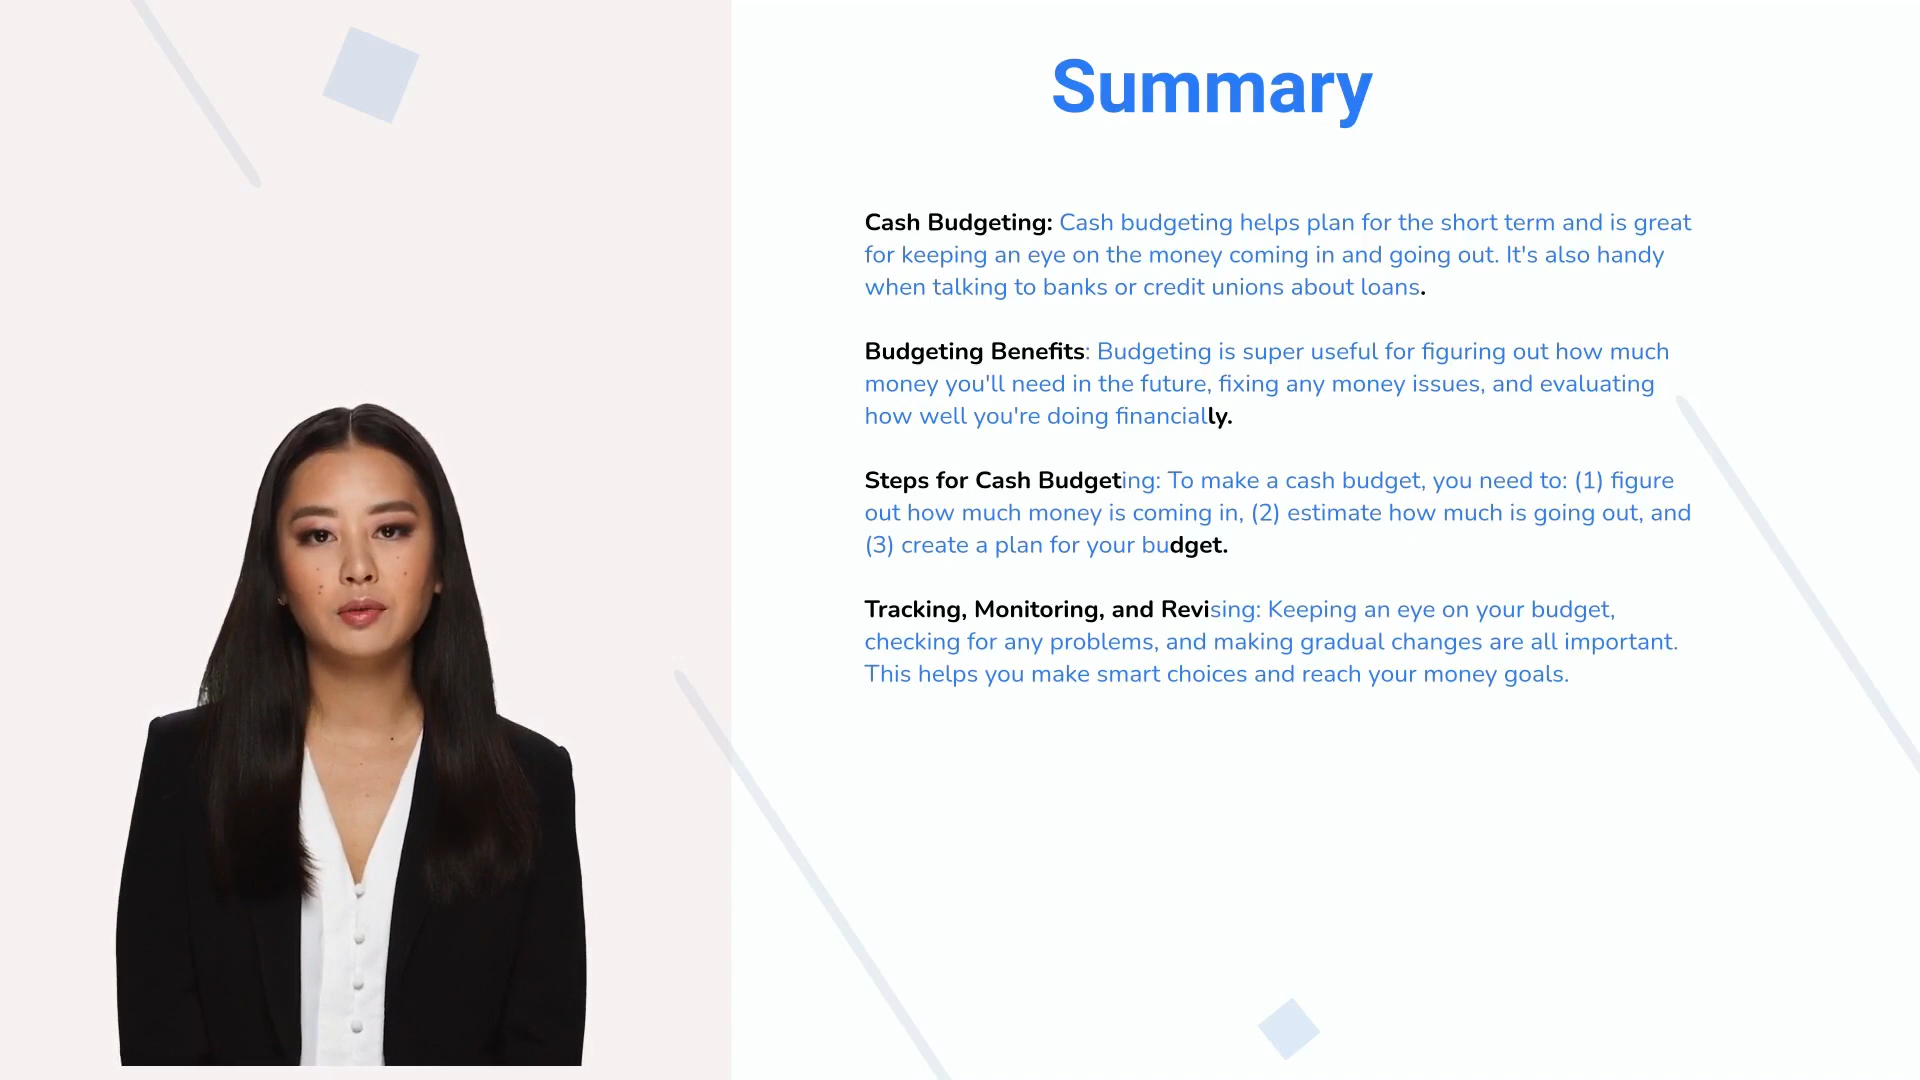 Summary
Cash Budgeting: Cash budgeting helps plan for the short term and is great
for keeping an eye on the money coming in and going out. It's also handy
when talking to banks or credit unions about loans.
Budgeting Benefits: Budgeting is super useful for figuring out how much
money you'll need in the future, fixing any money issues, and evaluating
how well you're doing financially.
Steps for Cash Budgeting: To make a cash budget, you need to: (1) figure
out how much money is coming in, (2) estimate how much is going out, and
(3) create a plan for your budget.
Tracking, Monitoring, and Revising: Keeping an eye on your budget,
checking for any problems, and making gradual changes are all important.
This helps you make smart choices and reach your money goals.